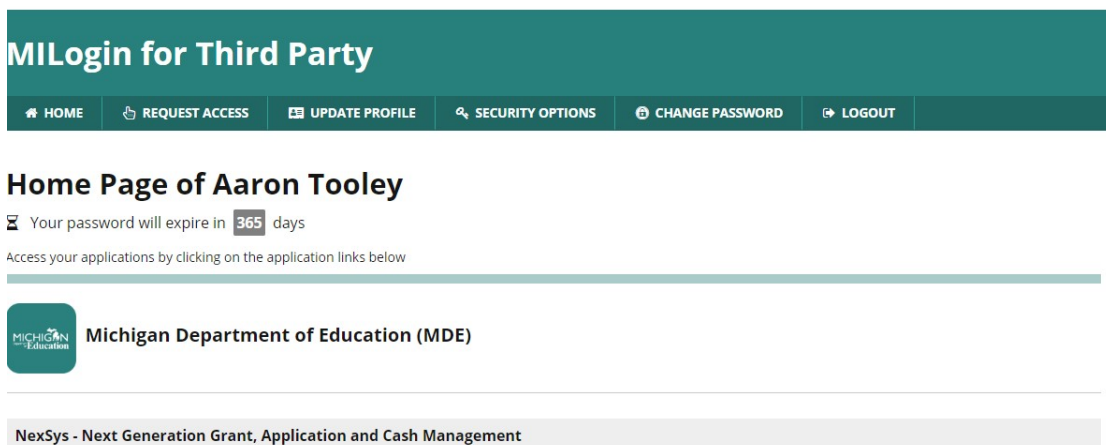 MILogin for Third Party
HOME REQUEST ACCESS UPDATE PROFILE SECURITY OPTIONS CHANGE PASSWORD LOGOUT
Home Page of Aaron Tooley
Your password will expire in 365 days
Access your applications by clicking on the application links below
MICHIGAN
Education
Michigan Department of Education (MDE)
NexSys - Next Generation Grant, Application and Cash Management